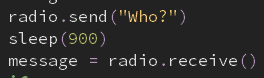 radio.send("Who?")
sleep(900)
message = radio.receive()